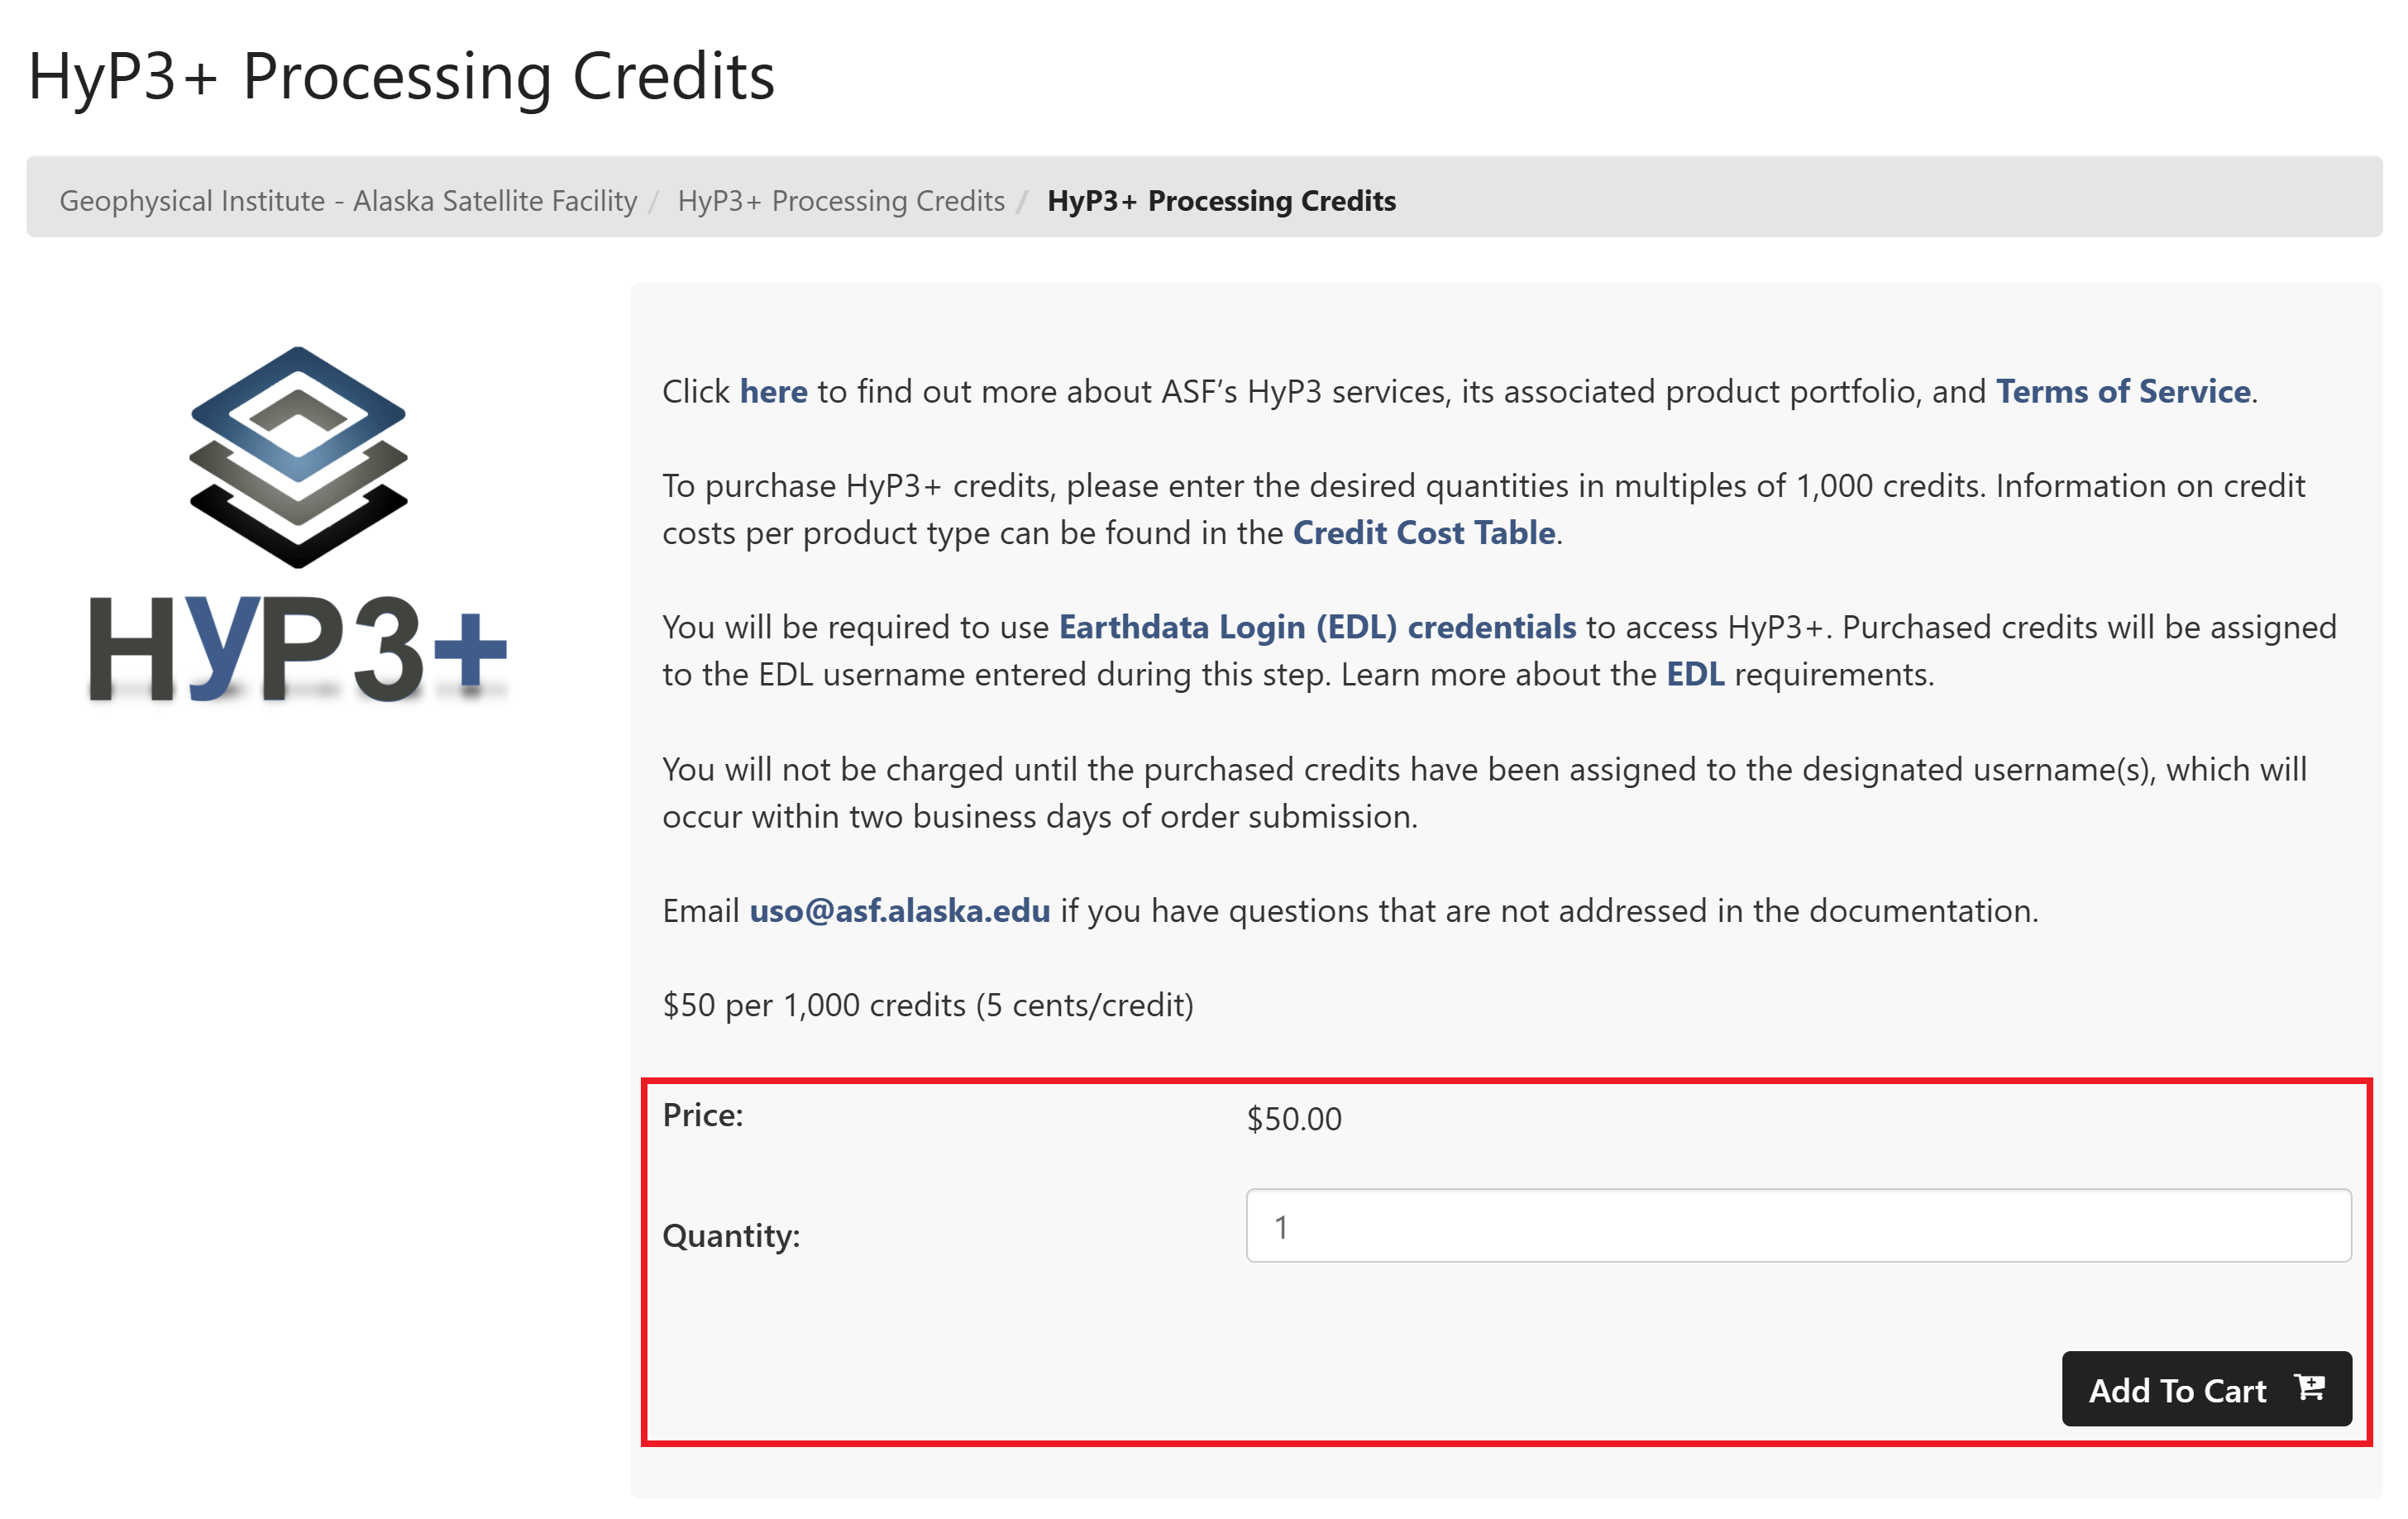 HyP3+ Processing Credits
Geophysical Institute - Alaska Satellite Facility / HyP3+ Processing Credits / HyP3+ Processing Credits
HyP3+
Click here to find out more about ASF’s HyP3 services, its associated product portfolio, and Terms of Service.
To purchase HyP3+ credits, please enter the desired quantities in multiples of 1,000 credits. Information on credit
costs per product type can be found in the Credit Cost Table.
You will be required to use Earthdata Login (EDL) credentials to access HyP3+. Purchased credits will be assigned
to the EDL username entered during this step. Learn more about the EDL requirements.
You will not be charged until the purchased credits have been assigned to the designated username(s), which will
occur within two business days of order submission.
Email uso@asf.alaska.edu if you have questions that are not addressed in the documentation.
$50 per 1,000 credits (5 cents/credit)
Price: $50.00
Quantity: 1
Add To Cart